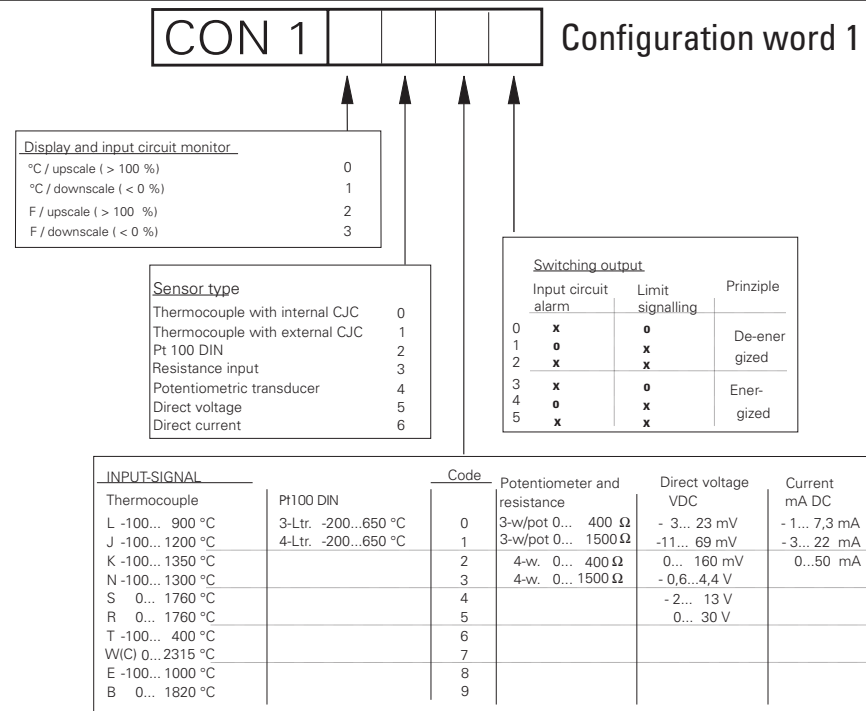 CON 1 Configuration word 1
Display and input circuit monitor
°C / upscale ( > 100 %) 0
°C / downscale ( < 0 %) 1
F / upscale ( > 100 %) 2
F / downscale ( < 0 %) 3
Sensor type
Thermocouple with internal CJC 0
Thermocouple with external CJC 1
Pt 100 DIN 2
Resistance input 3
Potentiometric transducer 4
Direct voltage 5
Direct current 6
Switching output
Input circuit Limit Prinziple
alarm signalling
0 x o
1 o x De-ener
2 x x gized
3 x o Ener-
4 o x
5 x x gized
INPUT-SIGNAL Code Potentiometer and Direct voltage Current
Thermocouple Pt100 DIN resistance VDC mA DC
L -100... 900 °C 3-Ltr. -200...650 °C 0 3-w/pot 0... 400 Ω - 3... 23 mV - 1... 7,3 mA
J -100... 1200 °C 4-Ltr. -200...650 °C 1 3-w/pot 0... 1500 Ω -11... 69 mV - 3... 22 mA
K -100... 1350 °C 2 4-w. 0... 400 Ω 0... 160 mV 0...50 mA
N -100... 1300 °C 3 4-w. 0... 1500 Ω - 0,6...4,4 V
S 0... 1760 °C 4 - 2... 13 V
R 0... 1760 °C 5 0... 30 V
T -100... 400 °C 6
W(C) 0... 2315 °C 7
E -100... 1000 °C 8
B 0... 1820 °C 9